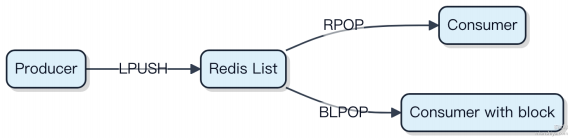 RPOP
Consumer
Producer
LPUSH
Redis List
BLPOP
Consumer with block